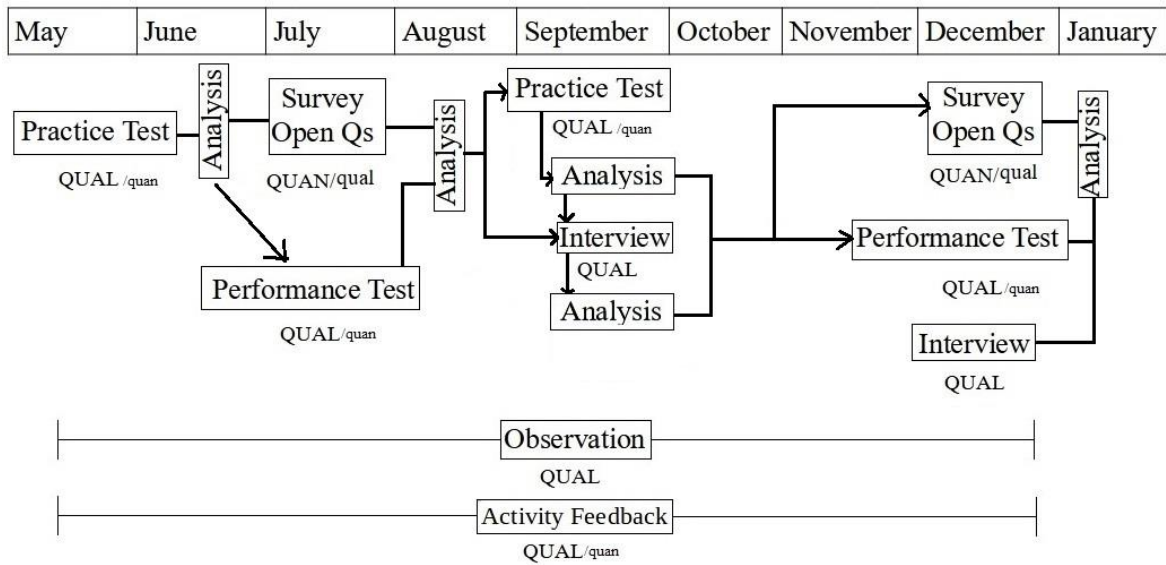 May June July August September October November December January
Practice Test
QUAL /quan
Analysis
Survey
Open Qs
QUAN/qual
Performance Test
QUAL/quan
Analysis
Practice Test
QUAL /quan
Analysis
Interview
QUAL
Analysis
Survey
Open Qs
QUAN/qual
Performance Test
QUAL/quan
Interview
QUAL
Analysis
Observation
QUAL
Activity Feedback
QUAL/quan